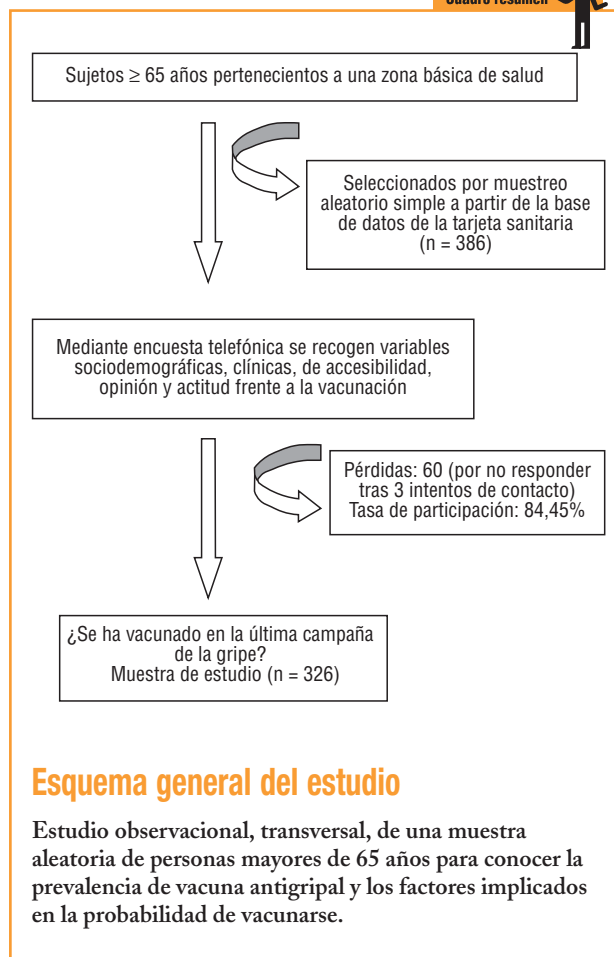 Cuadro resumen
Sujetos ≥ 65 años pertenecientes a una zona básica de salud
Seleccionados por muestreo
aleatorio simple a partir de la base
de datos de la tarjeta sanitaria
(n = 386)
Mediante encuesta telefónica se recogen variables
sociodemográficas, clínicas, de accesibilidad,
opinión y actitud frente a la vacunación
Pérdidas: 60 (por no responder
tras 3 intentos de contacto)
Tasa de participación: 84,45%
¿Se ha vacunado en la última campaña
de la gripe?
Muestra de estudio (n = 326)
Esquema general del estudio
Estudio observacional, transversal, de una muestra
aleatoria de personas mayores de 65 años para conocer la
prevalencia de vacuna antigripal y los factores implicados
en la probabilidad de vacunarse.